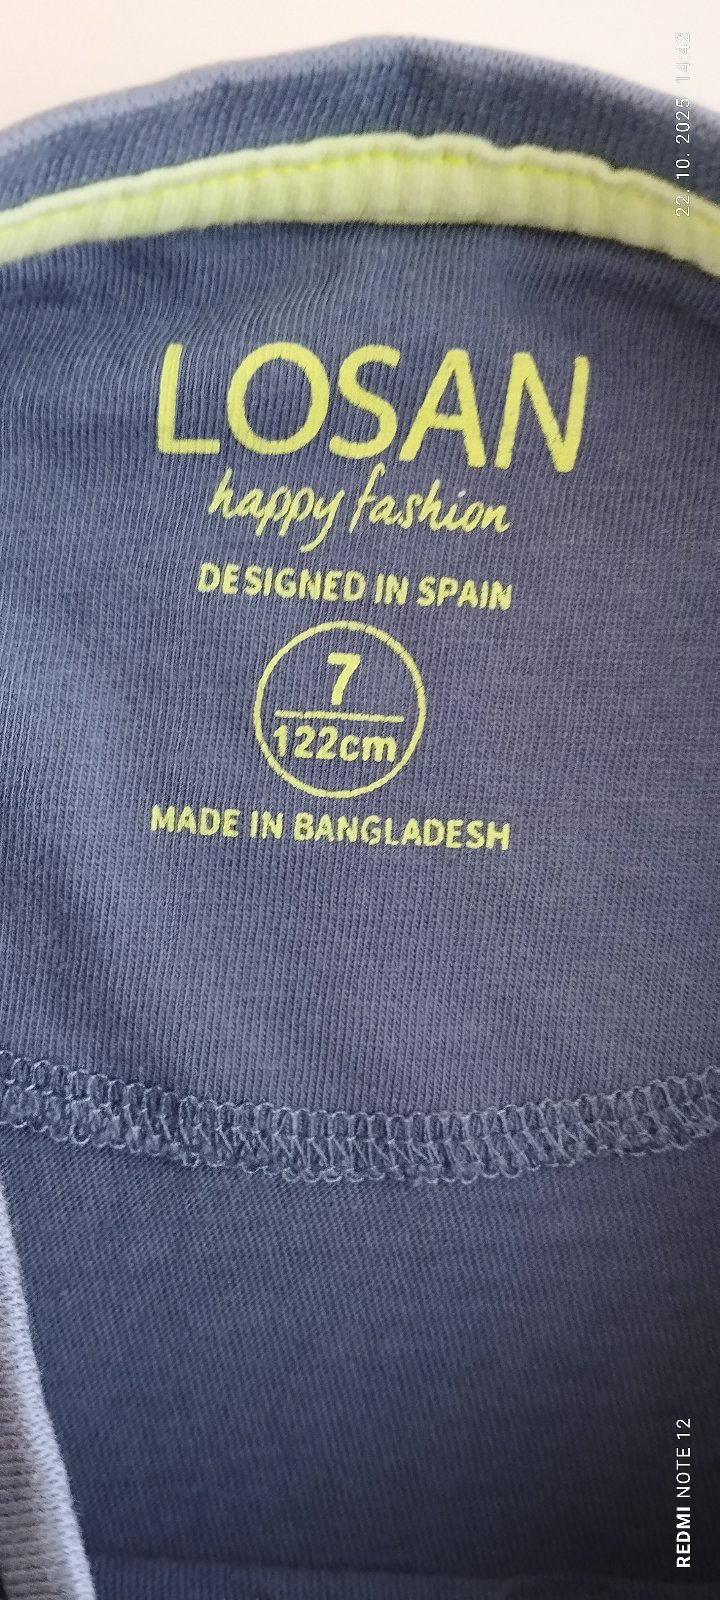 LOSAN
happy fashion
DESIGNED IN SPAIN
7
122cm
MADE IN BANGLADESH
22. 10. 2025 14:42
REDMI NOTE 12